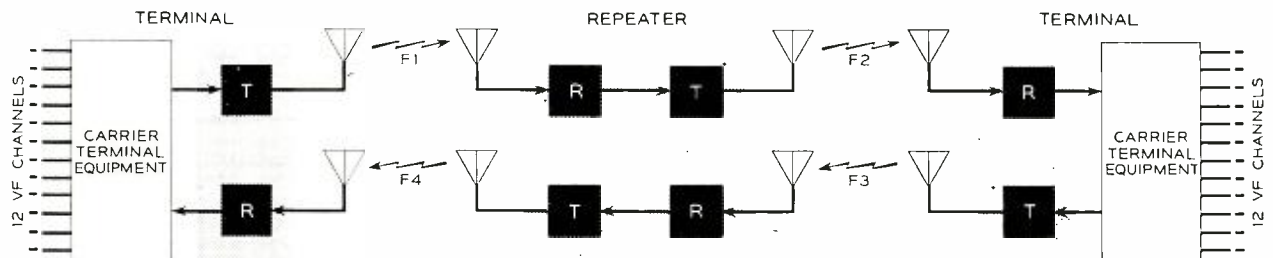 TERMINAL
REPEATER
TERMINAL
F1
F2
T
R
T
R
12 VF CHANNELS
CARRIER
TERMINAL
EQUIPMENT
CARRIER
TERMINAL
EQUIPMENT
12 VF CHANNELS
F4
F3
R
T
R
T